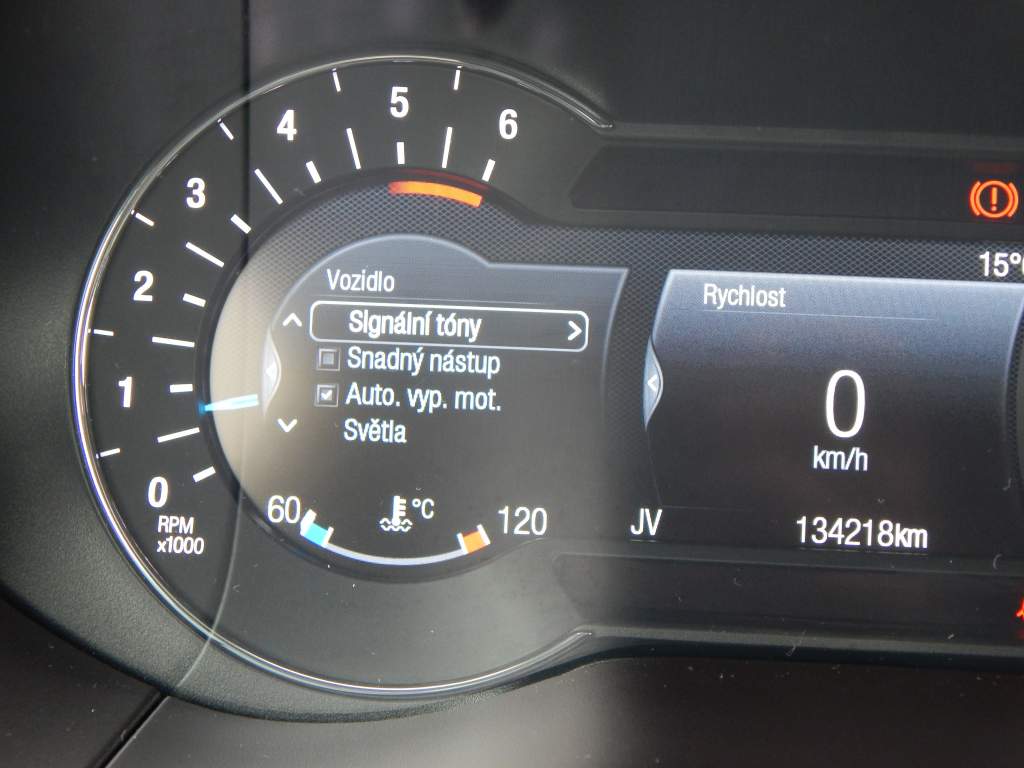 0
1
2
3
4
5
6
RPM
x1000
Vozidlo
Signální tóny
Snadný nástup
Auto. vyp. mot.
Světla
60
°C
120
15°
Rychlost
0
km/h
JV
134218km